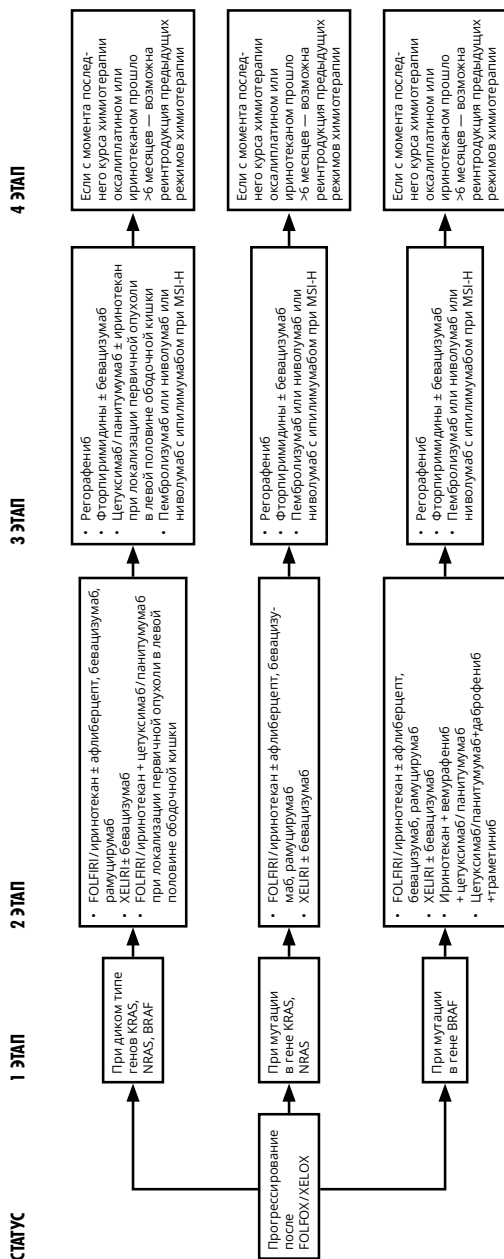 СТАТУС
1 ЭТАП
2 ЭТАП
3 ЭТАП
4 ЭТАП
Прогрессирование
после
FOLFOX/XELOX
При диком типе
генов KRAS,
NRAS, BRAF
• FOLFIRI/иринотекан ± афлиберцепт, бевацизумаб,
рамуцирумаб
• XELIRI± бевацизумаб
• FOLFIRI/иринотекан + цетуксимаб/панитумумаб
при локализации первичной опухоли в левой
половине ободочной кишки
• Регорафениб
• Фторпиримидины ± бевацизумаб
• Цетуксимаб/панитумумаб ± иринотекан
при локализации первичной опухоли
в левой половине ободочной кишки
• Пембролизумаб или ниволумаб или
ниволумаб с ипилимумабом при MSI-H
Если с момента послед-
него курса химиотерапии
оксалиплатином или
иринотеканом прошло
>6 месяцев — возможна
реинтродукция предыдущих
режимов химиотерапии
При мутации
в гене KRAS,
NRAS
• FOLFIRI/иринотекан ± афлиберцепт, бевацизу-
маб, рамуцирумаб
• XELIRI ± бевацизумаб
• Регорафениб
• Фторпиримидины ± бевацизумаб
• Пембролизумаб или ниволумаб или
ниволумаб с ипилимумабом при MSI-H
Если с момента послед-
него курса химиотерапии
оксалиплатином или
иринотеканом прошло
>6 месяцев — возможна
реинтродукция предыдущих
режимов химиотерапии
При мутации
в гене BRAF
• FOLFIRI/иринотекан ± афлиберцепт,
бевацизумаб, рамуцирумаб
• XELIRI ± бевацизумаб
• Иринотекан + вемурафениб
+ цетуксимаб/панитумумаб
• Цетуксимаб/панитумумаб+даброфениб
+траметиниб
• Регорафениб
• Фторпиримидины ± бевацизумаб
• Пембролизумаб или ниволумаб или
ниволумаб с ипилимумабом при MSI-H
Если с момента послед-
него курса химиотерапии
оксалиплатином или
иринотеканом прошло
>6 месяцев — возможна
реинтродукция предыдущих
режимов химиотерапии